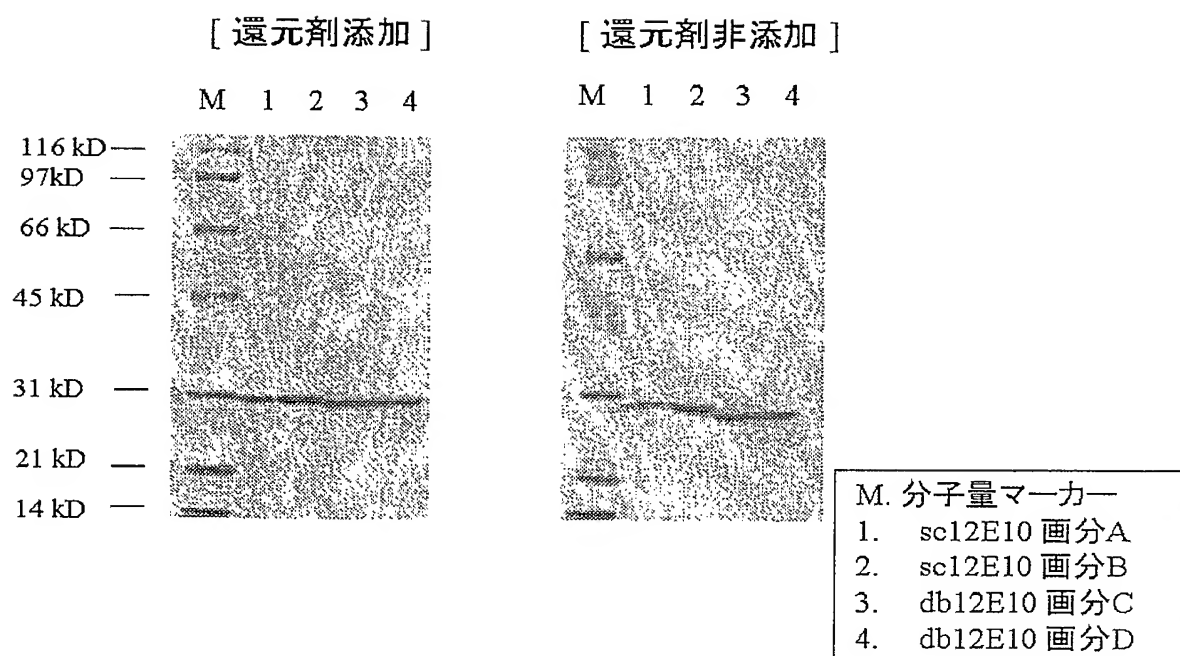 [ 還元剤添加 ]
[ 還元剤非添加 ]
M 1 2 3 4
M 1 2 3 4
116 kD
97kD
66 kD
45 kD
31 kD
21 kD
14 kD
M. 分子量マーカー
1. sc12E10 画分A
2. sc12E10 画分B
3. db12E10 画分C
4. db12E10 画分D